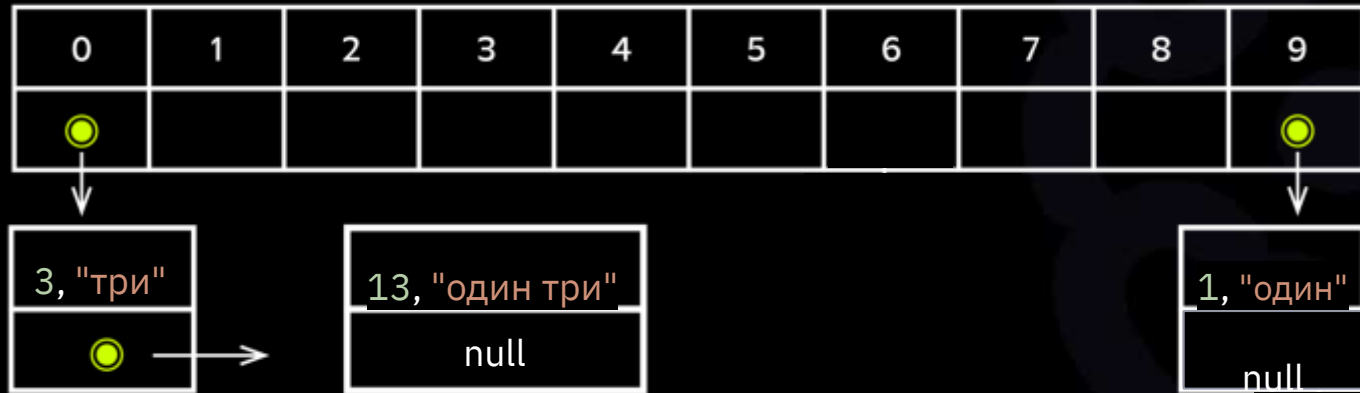 0 1 2 3 4 5 6 7 8 9
3, "три"
13, "один три"
1, "один"
null
null